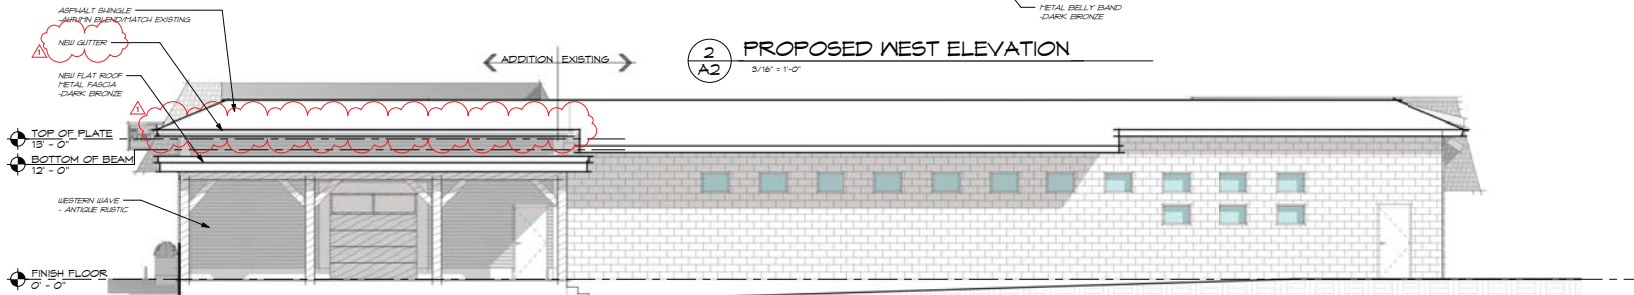 ASPHALT SHINGLE
-AUTUMN BLEND/MATCH EXISTING
1
NEW GUTTER
NEW FLAT ROOF
METAL FASCIA
-DARK BRONZE
1
TOP OF PLATE
13' - 0"
BOTTOM OF BEAM
12' - 0"
WESTERN WAVE
- ANTIQUE RUSTIC
FINISH FLOOR
0' - 0"
ADDITION EXISTING
2
A2
PROPOSED WEST ELEVATION
3/16" = 1'-0"
METAL BELLY BAND
-DARK BRONZE